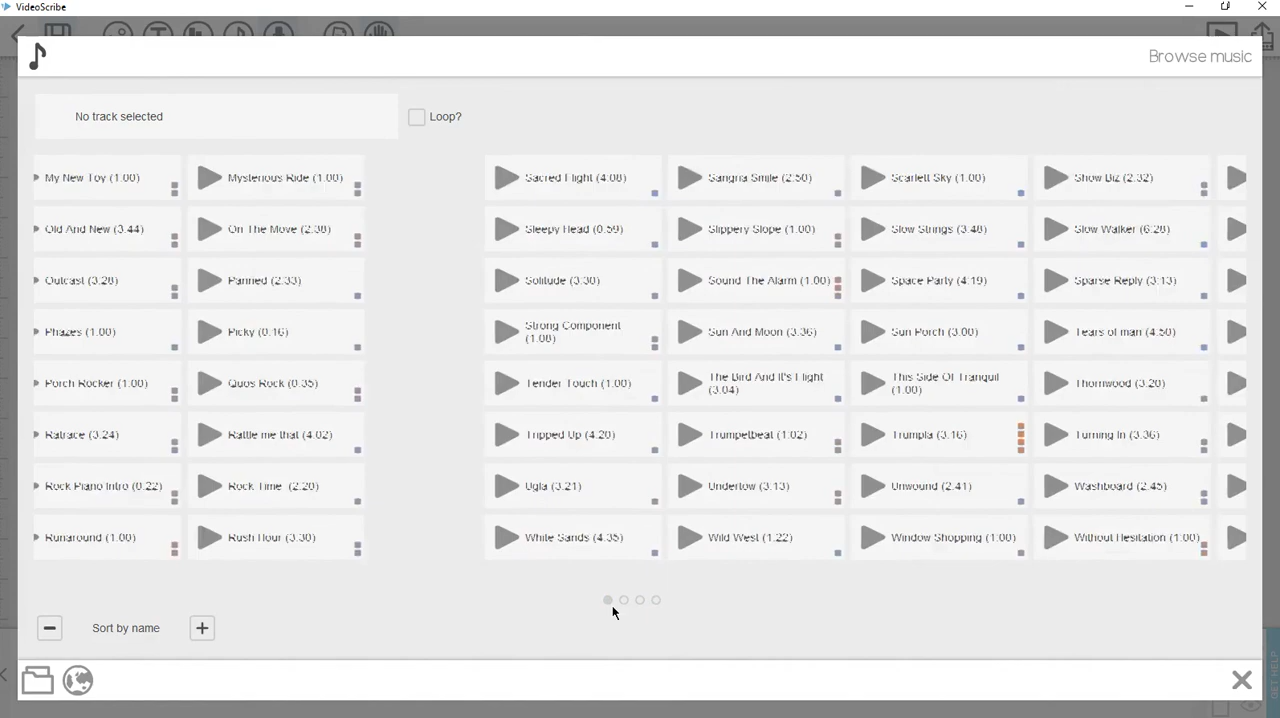 VideoScribe
Browse music
No track selected
Loop?
My New Toy (1.00)
Mysterious Ride (1.00)
Sacred Flight (4.08)
Sangria Smile (2.50)
Scarlett Sky (1.00)
Show Biz (2.32)
Old And New (3.44)
On The Move (2.38)
Sleepy Head (0.59)
Slippery Slope (1.00)
Slow Strings (3.48)
Slow Walker (6.28)
Outcast (3.28)
Panned (2.33)
Solitude (3.30)
Sound The Alarm (1.00)
Space Party (4.19)
Sparse Reply (3.13)
Phazes (1.00)
Picky (0.16)
Strong Component
(1.00)
Sun And Moon (3.36)
Sun Porch (3.00)
Tears of man (4.50)
Porch Rocker (1.00)
Quos Rock (0.35)
Tender Touch (1.00)
The Bird And It's Flight
(3.04)
This Side Of Tranquil
(1.00)
Thornwood (3.20)
Ratrace (3.24)
Rattle me that (4.02)
Tripped Up (4.20)
Trumpetbeat (1.02)
Trumpla (3.16)
Turning In (3.36)
Rock Piano Intro (0.22)
Rock Time (2.20)
Ugla (3.21)
Undertow (3.13)
Unwound (2.41)
Washboard (2.45)
Runaround (1.00)
Rush Hour (3.30)
White Sands (4.35)
Wild West (1.22)
Window Shopping (1.00)
Without Hesitation (1.00)
Sort by name
GET HELP